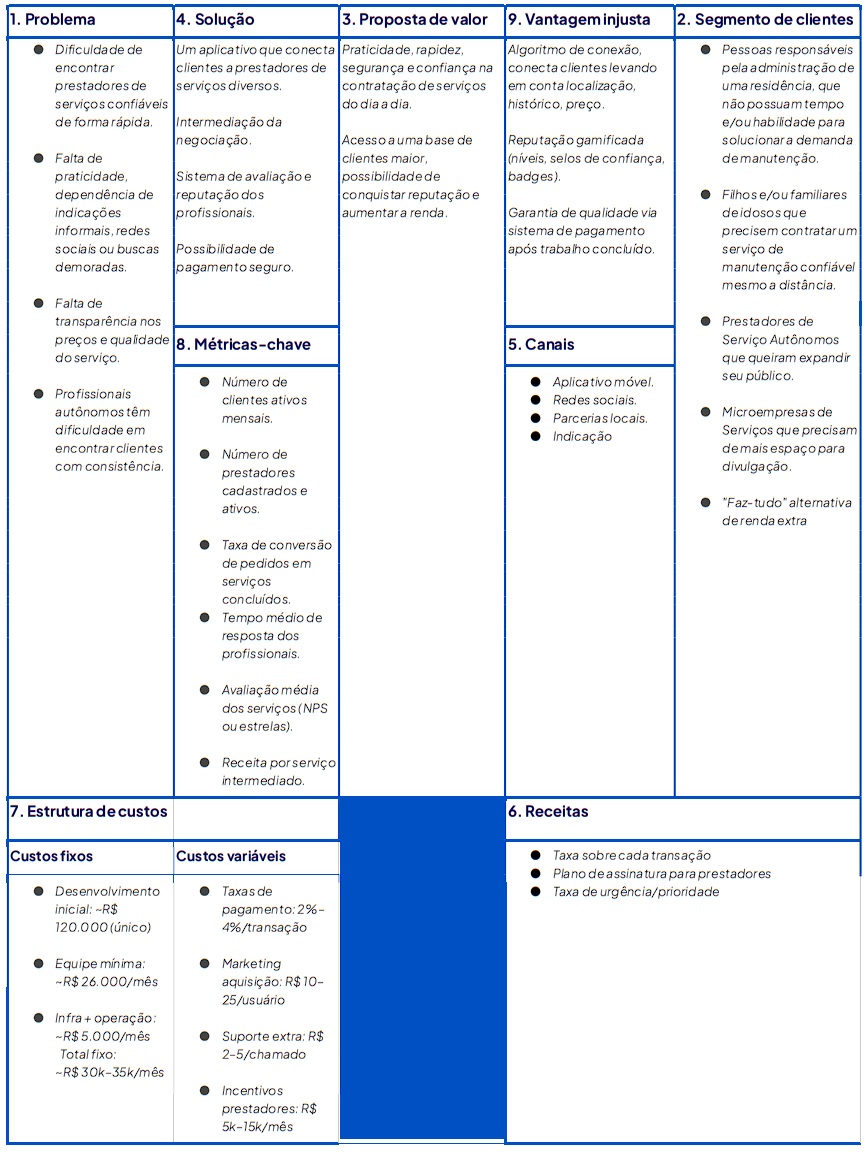 1. Problema
Dificuldade de
encontrar
prestadores de
serviços confiáveis
de forma rápida.
Falta de
praticidade,
dependência de
indicações
informais, redes
sociais ou buscas
demoradas.
Falta de
transparência nos
preços e qualidade
do serviço.
Profissionais
autônomos têm
dificuldade em
encontrar clientes
com consistência.
4. Solução
Um aplicativo que conecta
clientes a prestadores de
serviços diversos.
Intermediação da
negociação.
Sistema de avaliação e
reputação dos
profissionais.
Possibilidade de
pagamento seguro.
8. Métricas-chave
Número de
clientes ativos
mensais.
Número de
prestadores
cadastrados e
ativos.
Taxa de conversão
de pedidos em
serviços
concluídos.
Tempo médio de
resposta dos
profissionais.
Avaliação média
dos serviços (NPS
ou estrelas).
Receita por serviço
intermediado.
3. Proposta de valor
Praticidade, rapidez,
segurança e confiança na
contratação de serviços
do dia a dia.
Acesso a uma base de
clientes maior,
possibilidade de
conquistar reputação e
aumentar a renda.
9. Vantagem injusta
Algoritmo de conexão,
conecta clientes levando
em conta localização,
histórico, preço.
Reputação gamificada
(níveis, selos de confiança,
badges).
Garantia de qualidade via
sistema de pagamento
após trabalho concluído.
5. Canais
Aplicativo móvel.
Redes sociais.
Parcerias locais.
Indicação
2. Segmento de clientes
Pessoas responsáveis
pela administração de
uma residência, que
não possuam tempo
e/ou habilidade para
solucionar a demanda
de manutenção.
Filhos e/ou familiares
de idosos que
precisem contratar um
serviço de
manutenção confiável
mesmo a distância.
Prestadores de
Serviço Autônomos
que queiram expandir
seu público.
Microempresas de
Serviços que precisam
de mais espaço para
divulgação.
"Faz-tudo" alternativa
de renda extra
7. Estrutura de custos
Custos fixos
Desenvolvimento
inicial: ~R$
120.000 (único)
Equipe mínima:
~R$ 26.000/mês
Infra + operação:
~R$ 5.000/mês
Total fixo:
~R$ 30k–35k/mês
Custos variáveis
Taxas de
pagamento: 2%–
4%/transação
Marketing
aquisição: R$ 10–
25/usuário
Suporte extra: R$
2–5/chamado
Incentivos
prestadores: R$
5k–15k/mês
6. Receitas
Taxa sobre cada transação
Plano de assinatura para prestadores
Taxa de urgência/prioridade